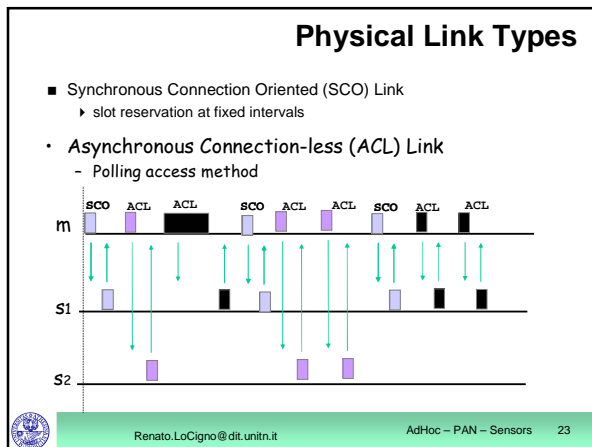 Physical Link Types
■ Synchronous Connection Oriented (SCO) Link
slot reservation at fixed intervals
• Asynchronous Connection-less (ACL) Link
- Polling access method
SCO ACL ACL SCO ACL ACL SCO ACL ACL
m
s1
s2
Renato.LoCigno@dit.unitn.it AdHoc – PAN – Sensors 23